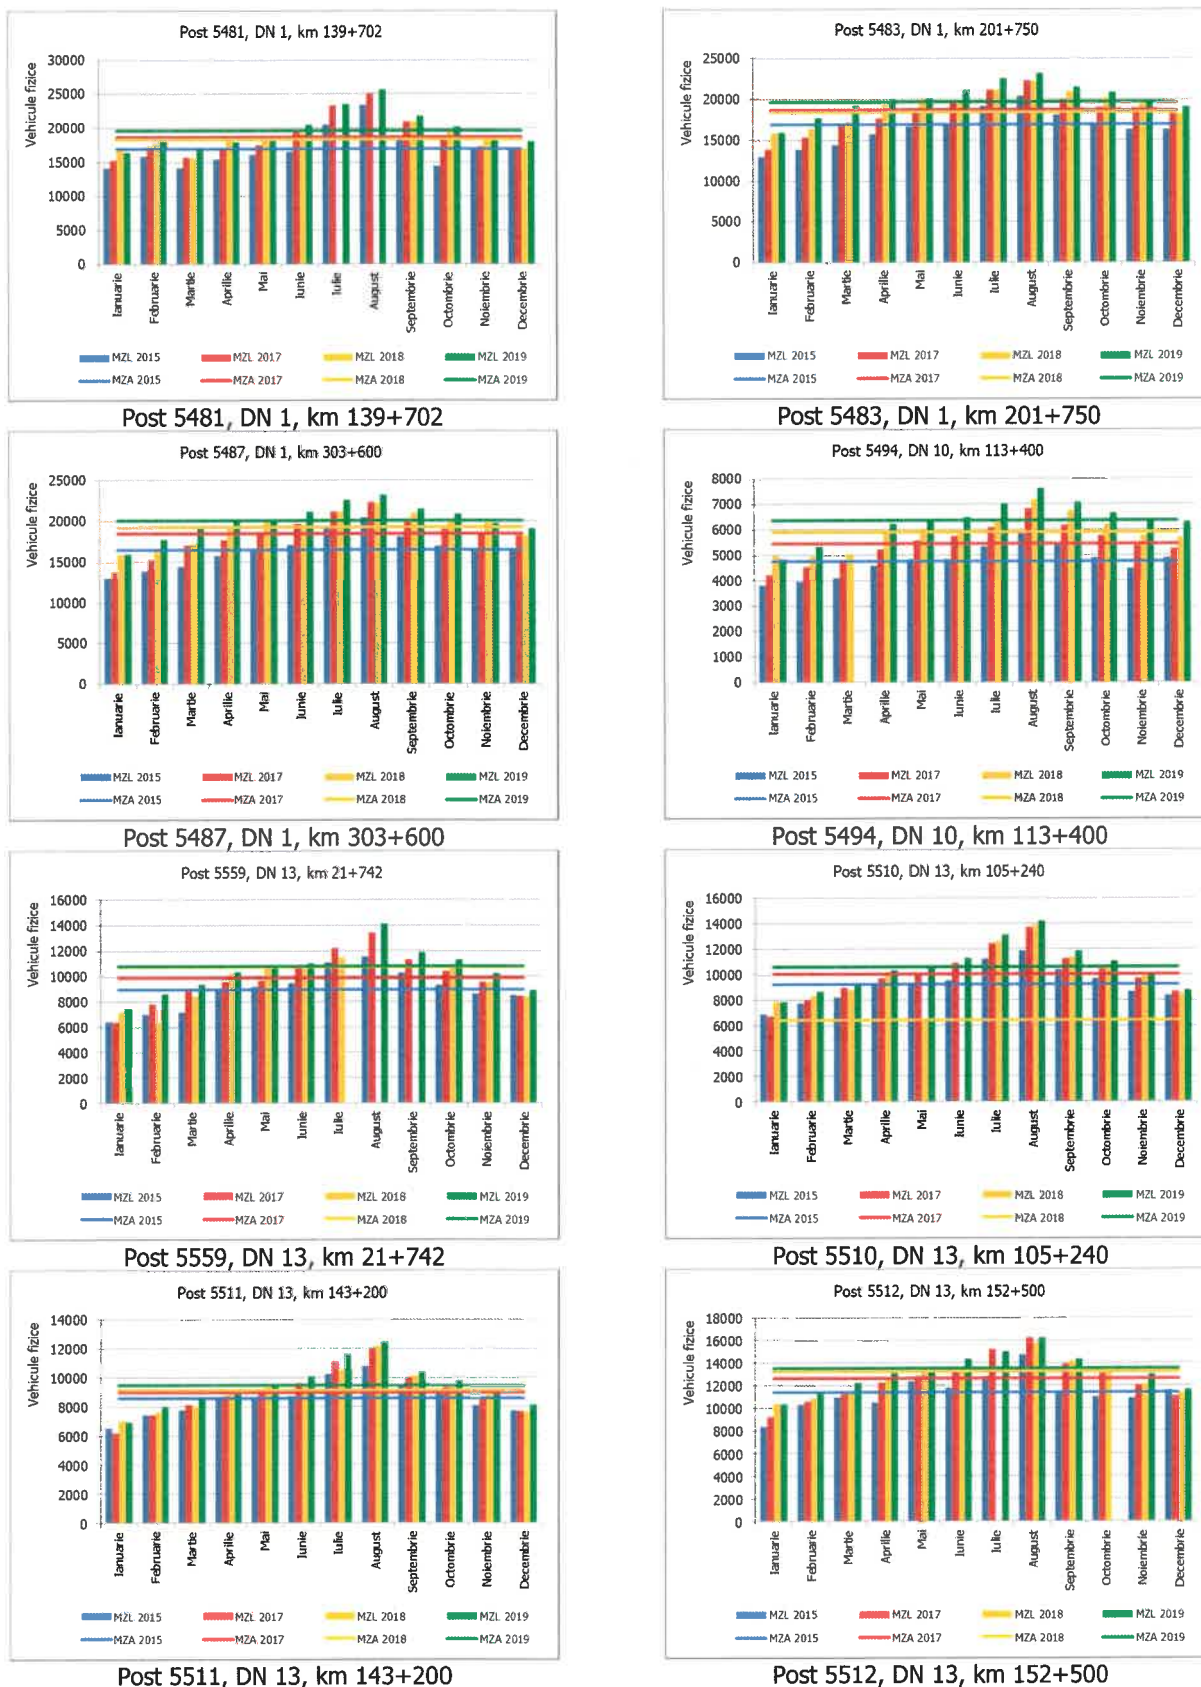 Post 5481, DN 1, km 139+702
Vehicule fizice
30000
25000
20000
15000
10000
5000
0
Ianuarie
Februarie
Martie
Aprilie
Mai
Iunie
Iulie
August
Septembrie
Octombrie
Noiembrie
Decembrie
MZL 2015 MZL 2017 MZL 2018 MZL 2019
MZA 2015 MZA 2017 MZA 2018 MZA 2019
Post 5481, DN 1, km 139+702
Post 5483, DN 1, km 201+750
Vehicule fizice
25000
20000
15000
10000
5000
0
Ianuarie
Februarie
Martie
Aprilie
Mai
Iunie
Iulie
August
Septembrie
Octombrie
Noiembrie
Decembrie
MZL 2015 MZL 2017 MZL 2018 MZL 2019
MZA 2015 MZA 2017 MZA 2018 MZA 2019
Post 5483, DN 1, km 201+750
Post 5487, DN 1, km 303+600
Vehicule fizice
25000
20000
15000
10000
5000
0
Ianuarie
Februarie
Martie
Aprilie
Mai
Iunie
Iulie
August
Septembrie
Octombrie
Noiembrie
Decembrie
MZL 2015 MZL 2017 MZL 2018 MZL 2019
MZA 2015 MZA 2017 MZA 2018 MZA 2019
Post 5487, DN 1, km 303+600
Post 5494, DN 10, km 113+400
Vehicule fizice
8000
7000
6000
5000
4000
3000
2000
1000
0
Ianuarie
Februarie
Martie
Aprilie
Mai
Iunie
Iulie
August
Septembrie
Octombrie
Noiembrie
Decembrie
MZL 2015 MZL 2017 MZL 2018 MZL 2019
MZA 2015 MZA 2017 MZA 2018 MZA 2019
Post 5494, DN 10, km 113+400
Post 5559, DN 13, km 21+742
Vehicule fizice
16000
14000
12000
10000
8000
6000
4000
2000
0
Ianuarie
Februarie
Martie
Aprilie
Mai
Iunie
Iulie
August
Septembrie
Octombrie
Noiembrie
Decembrie
MZL 2015 MZL 2017 MZL 2018 MZL 2019
MZA 2015 MZA 2017 MZA 2018 MZA 2019
Post 5559, DN 13, km 21+742
Post 5510, DN 13, km 105+240
Vehicule fizice
16000
14000
12000
10000
8000
6000
4000
2000
0
Ianuarie
Februarie
Martie
Aprilie
Mai
Iunie
Iulie
August
Septembrie
Octombrie
Noiembrie
Decembrie
MZL 2015 MZL 2017 MZL 2018 MZL 2019
MZA 2015 MZA 2017 MZA 2018 MZA 2019
Post 5510, DN 13, km 105+240
Post 5511, DN 13, km 143+200
Vehicule fizice
14000
12000
10000
8000
6000
4000
2000
0
Ianuarie
Februarie
Martie
Aprilie
Mai
Iunie
Iulie
August
Septembrie
Octombrie
Noiembrie
Decembrie
MZL 2015 MZL 2017 MZL 2018 MZL 2019
MZA 2015 MZA 2017 MZA 2018 MZA 2019
Post 5511, DN 13, km 143+200
Post 5512, DN 13, km 152+500
Vehicule fizice
18000
16000
14000
12000
10000
8000
6000
4000
2000
0
Ianuarie
Februarie
Martie
Aprilie
Mai
Iunie
Iulie
August
Septembrie
Octombrie
Noiembrie
Decembrie
MZL 2015 MZL 2017 MZL 2018 MZL 2019
MZA 2015 MZA 2017 MZA 2018 MZA 2019
Post 5512, DN 13, km 152+500